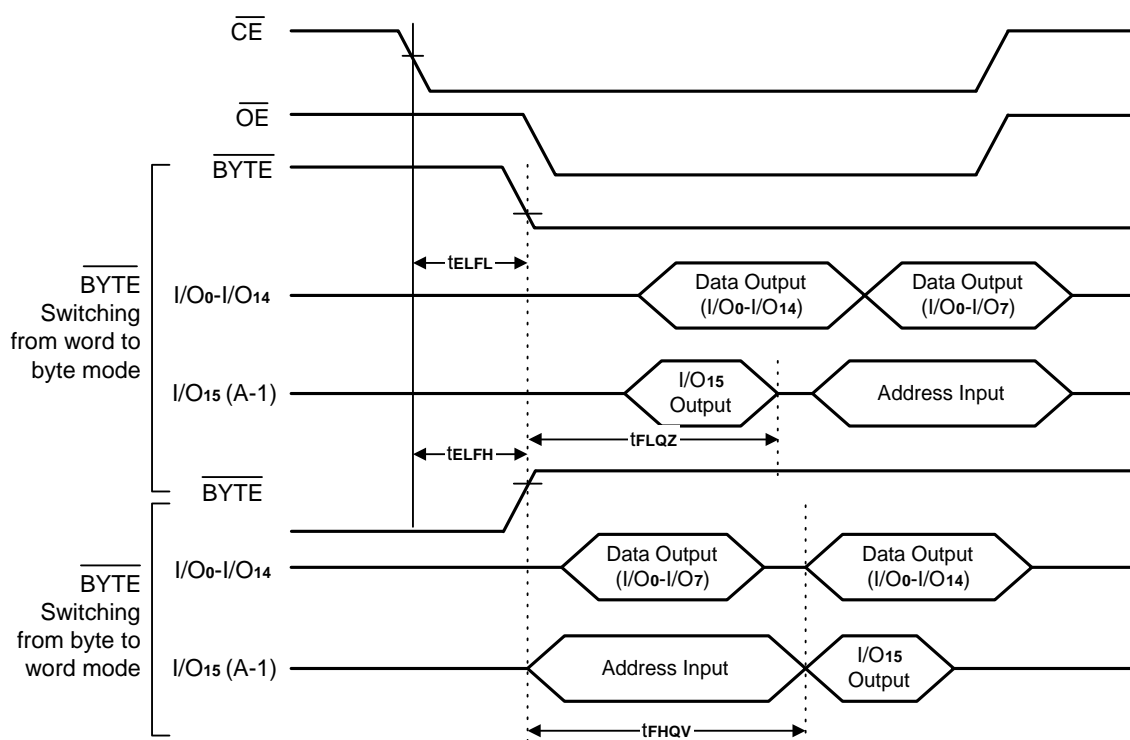 CE
OE
BYTE
tELFL
BYTE
Switching
from word to
byte mode
I/O0-I/O14
Data Output
(I/O0-I/O14)
Data Output
(I/O0-I/O7)
I/O15 (A-1)
I/O15
Output
Address Input
tELFH
tFLQZ
BYTE
BYTE
Switching
from byte to
word mode
I/O0-I/O14
Data Output
(I/O0-I/O7)
Data Output
(I/O0-I/O14)
I/O15 (A-1)
Address Input
I/O15
Output
tFHQV